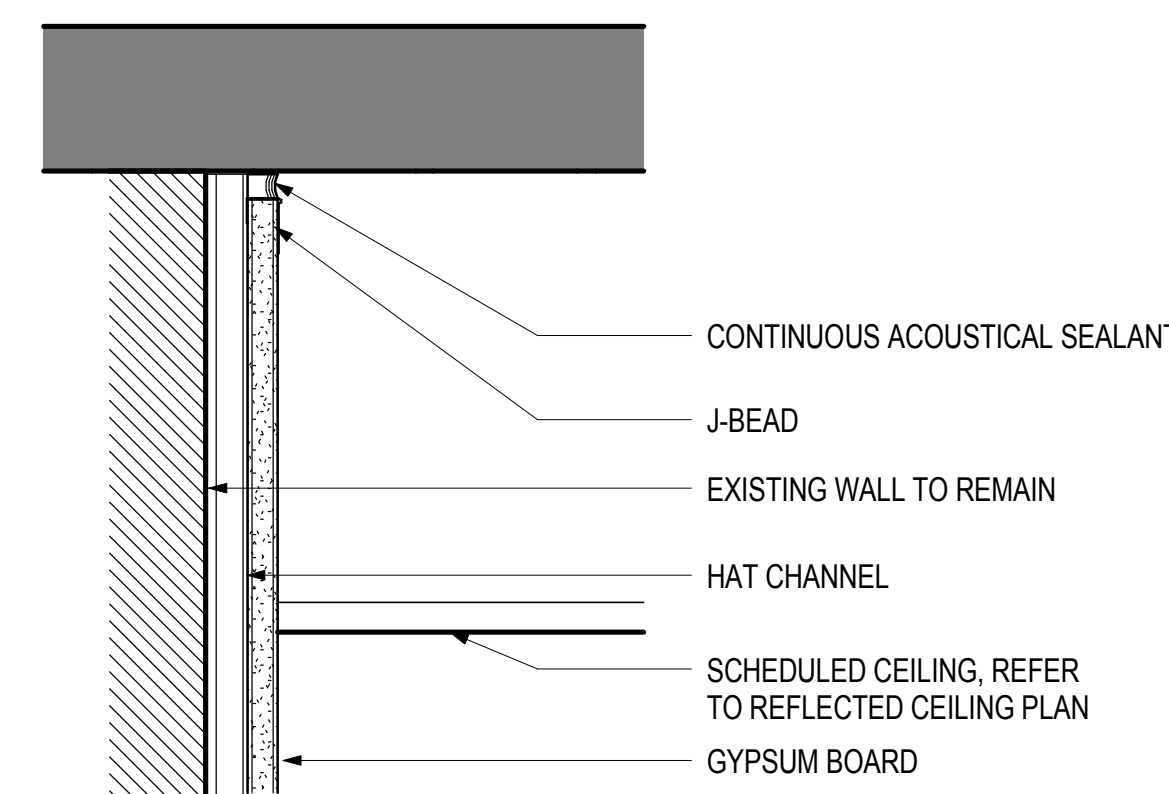 CONTINUOUS ACOUSTICAL SEALANT
J-BEAD
EXISTING WALL TO REMAIN
HAT CHANNEL
SCHEDULED CEILING, REFER
TO REFLECTED CEILING PLAN
GYPSUM BOARD